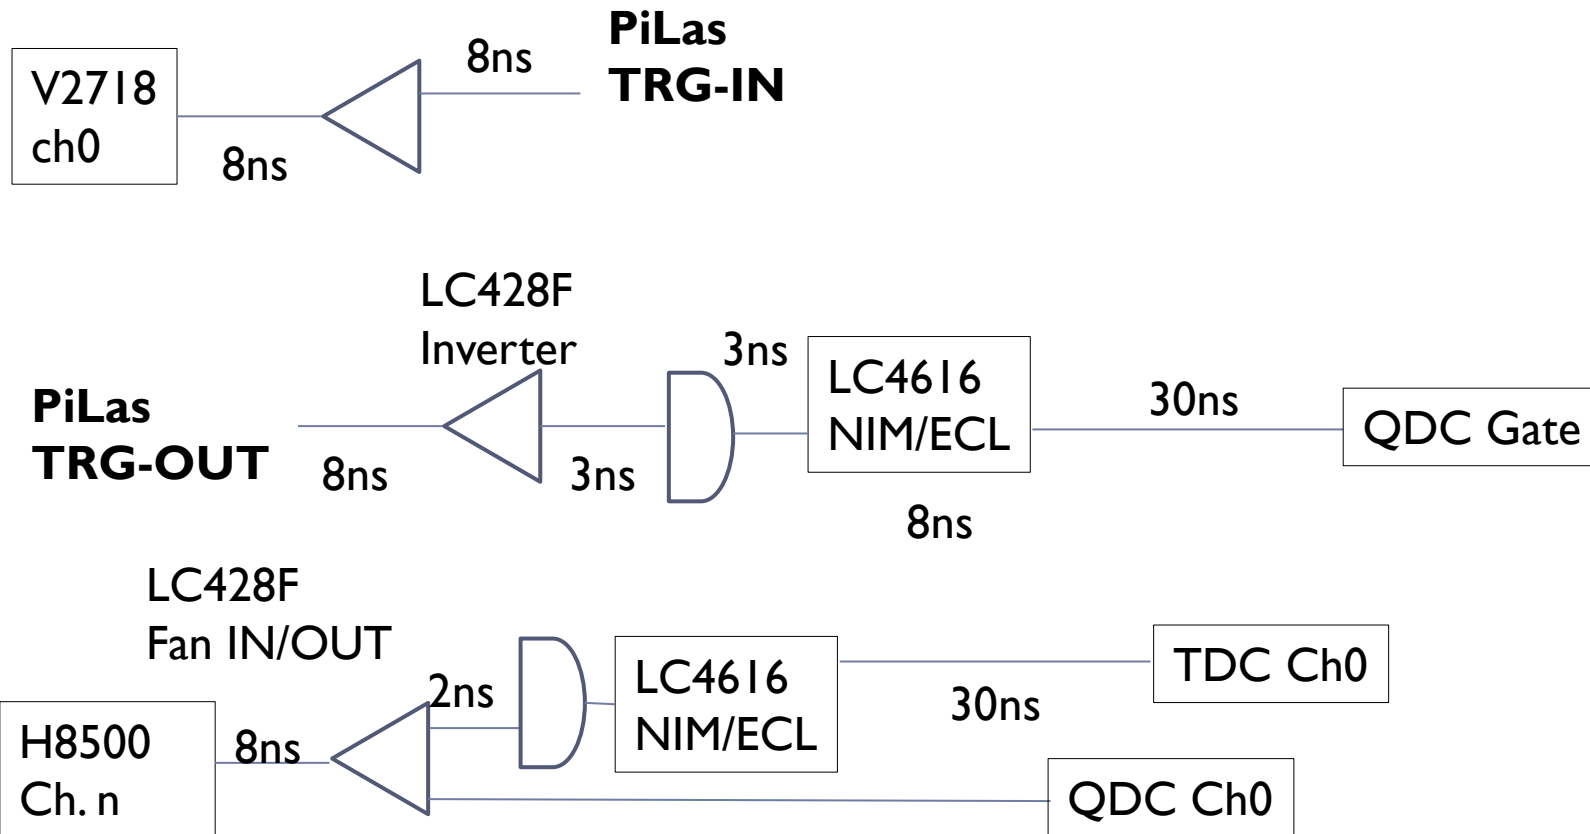 V2718
ch0
8ns
8ns
PiLas
TRG-IN
LC428F
Inverter
PiLas
TRG-OUT
8ns
3ns
3ns
LC4616
NIM/ECL
8ns
30ns
QDC Gate
LC428F
Fan IN/OUT
H8500
Ch. n
8ns
2ns
LC4616
NIM/ECL
30ns
TDC Ch0
QDC Ch0